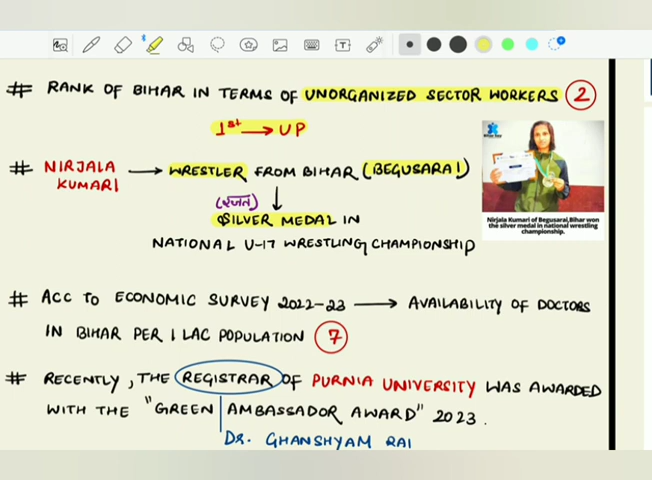 # RANK OF BIHAR IN TERMS OF UNORGANIZED SECTOR WORKERS 2
1st → UP
# NIRJALA KUMARI → WRESTLER FROM BIHAR (BEGUSARAI)
(रजत)
SILVER MEDAL IN
NATIONAL U-17 WRESTLING CHAMPIONSHIP
Nirjala Kumari of Begusarai,Bihar won
the silver medal in national wrestling
championship.
# ACC TO ECONOMIC SURVEY 2022-23 → AVAILABILITY OF DOCTORS
IN BIHAR PER 1 LAC POPULATION 7
# RECENTLY, THE REGISTRAR OF PURNIA UNIVERSITY WAS AWARDED
WITH THE "GREEN AMBASSADOR AWARD" 2023.
DR. GHANSHYAM RAI